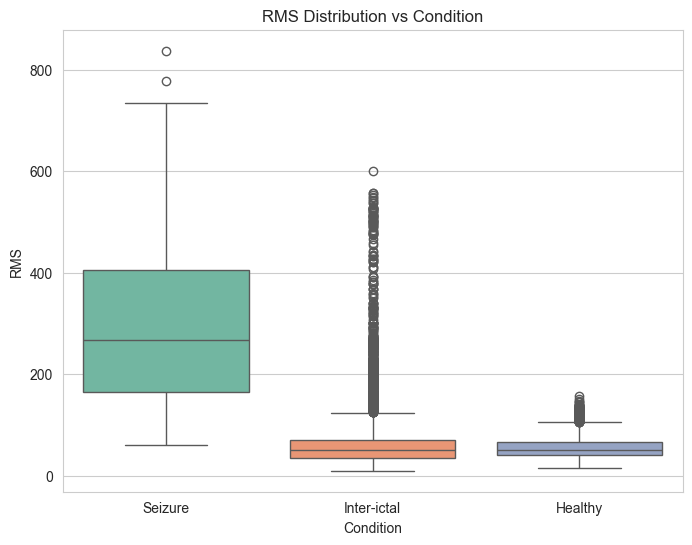 RMS Distribution vs Condition
800
600
400
200
0
RMS
Seizure
Inter-ictal
Healthy
Condition